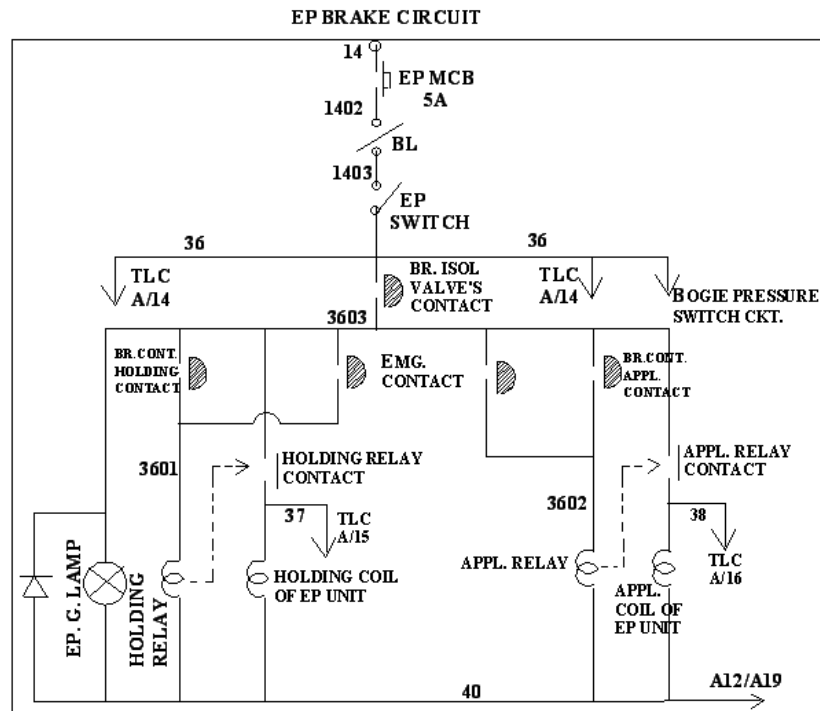 EP BRAKE CIRCUIT
14
EP MCB
5A
1402
BL
1403
EP
SWITCH
36
36
TLC
A/14
BR. ISOL
VALVE'S
CONTACT
TLC
A/14
BOGIE PRESSURE
SWITCH CKT.
3603
BR.CONT.
HOLDING
CONTACT
EMG.
CONTACT
BR.CONT.
APPL.
CONTACT
3601
HOLDING RELAY
CONTACT
APPL. RELAY
CONTACT
3602
37
TLC
A/15
38
TLC
A/16
EP. G. LAMP
HOLDING
RELAY
HOLDING COIL
OF EP UNIT
APPL. RELAY
APPL.
COIL OF
EP UNIT
40
A12/A19